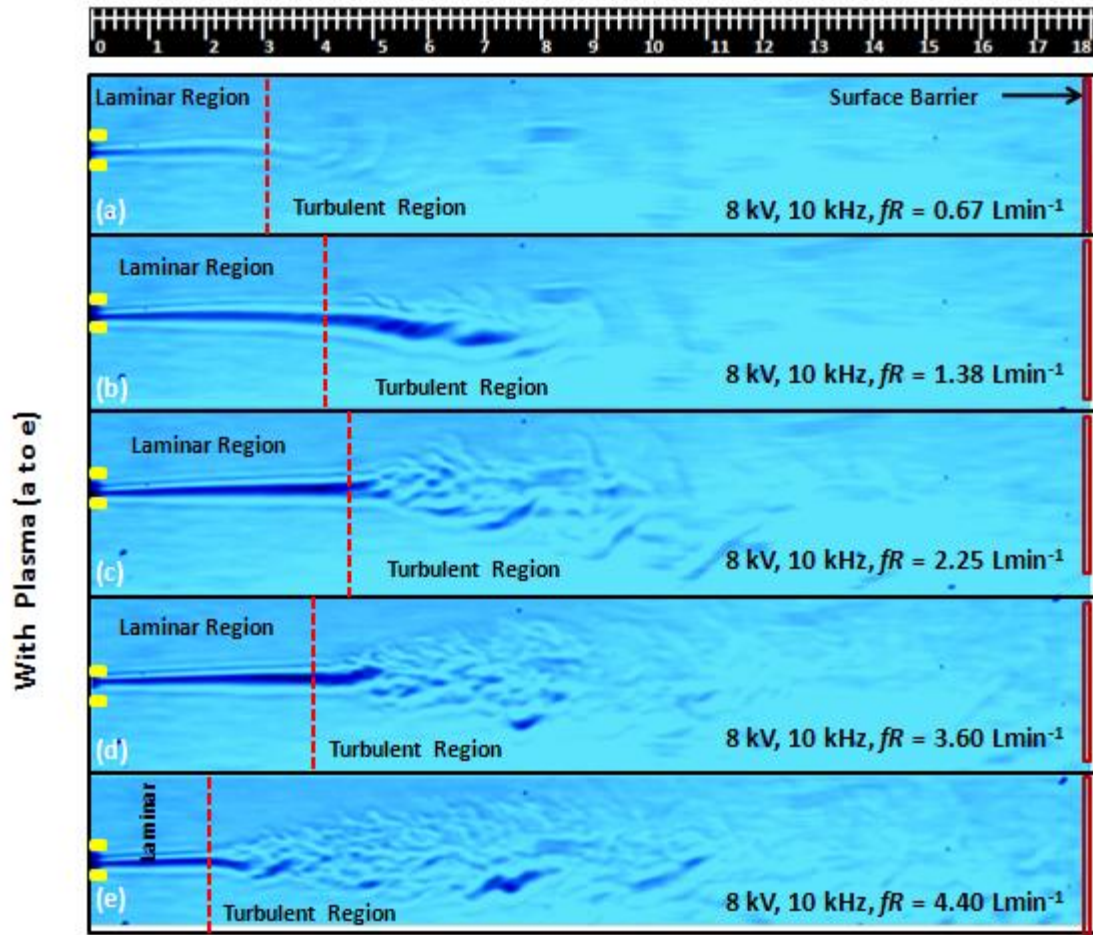 0 1 2 3 4 5 6 7 8 9 10 11 12 13 14 15 16 17 18
With Plasma (a to e)
Laminar Region
Surface Barrier
(a)
Turbulent Region
8 kV, 10 kHz, fR = 0.67 Lmin⁻¹
Laminar Region
(b)
Turbulent Region
8 kV, 10 kHz, fR = 1.38 Lmin⁻¹
Laminar Region
(c)
Turbulent Region
8 kV, 10 kHz, fR = 2.25 Lmin⁻¹
Laminar Region
(d)
Turbulent Region
8 kV, 10 kHz, fR = 3.60 Lmin⁻¹
Laminar
(e)
Turbulent Region
8 kV, 10 kHz, fR = 4.40 Lmin⁻¹